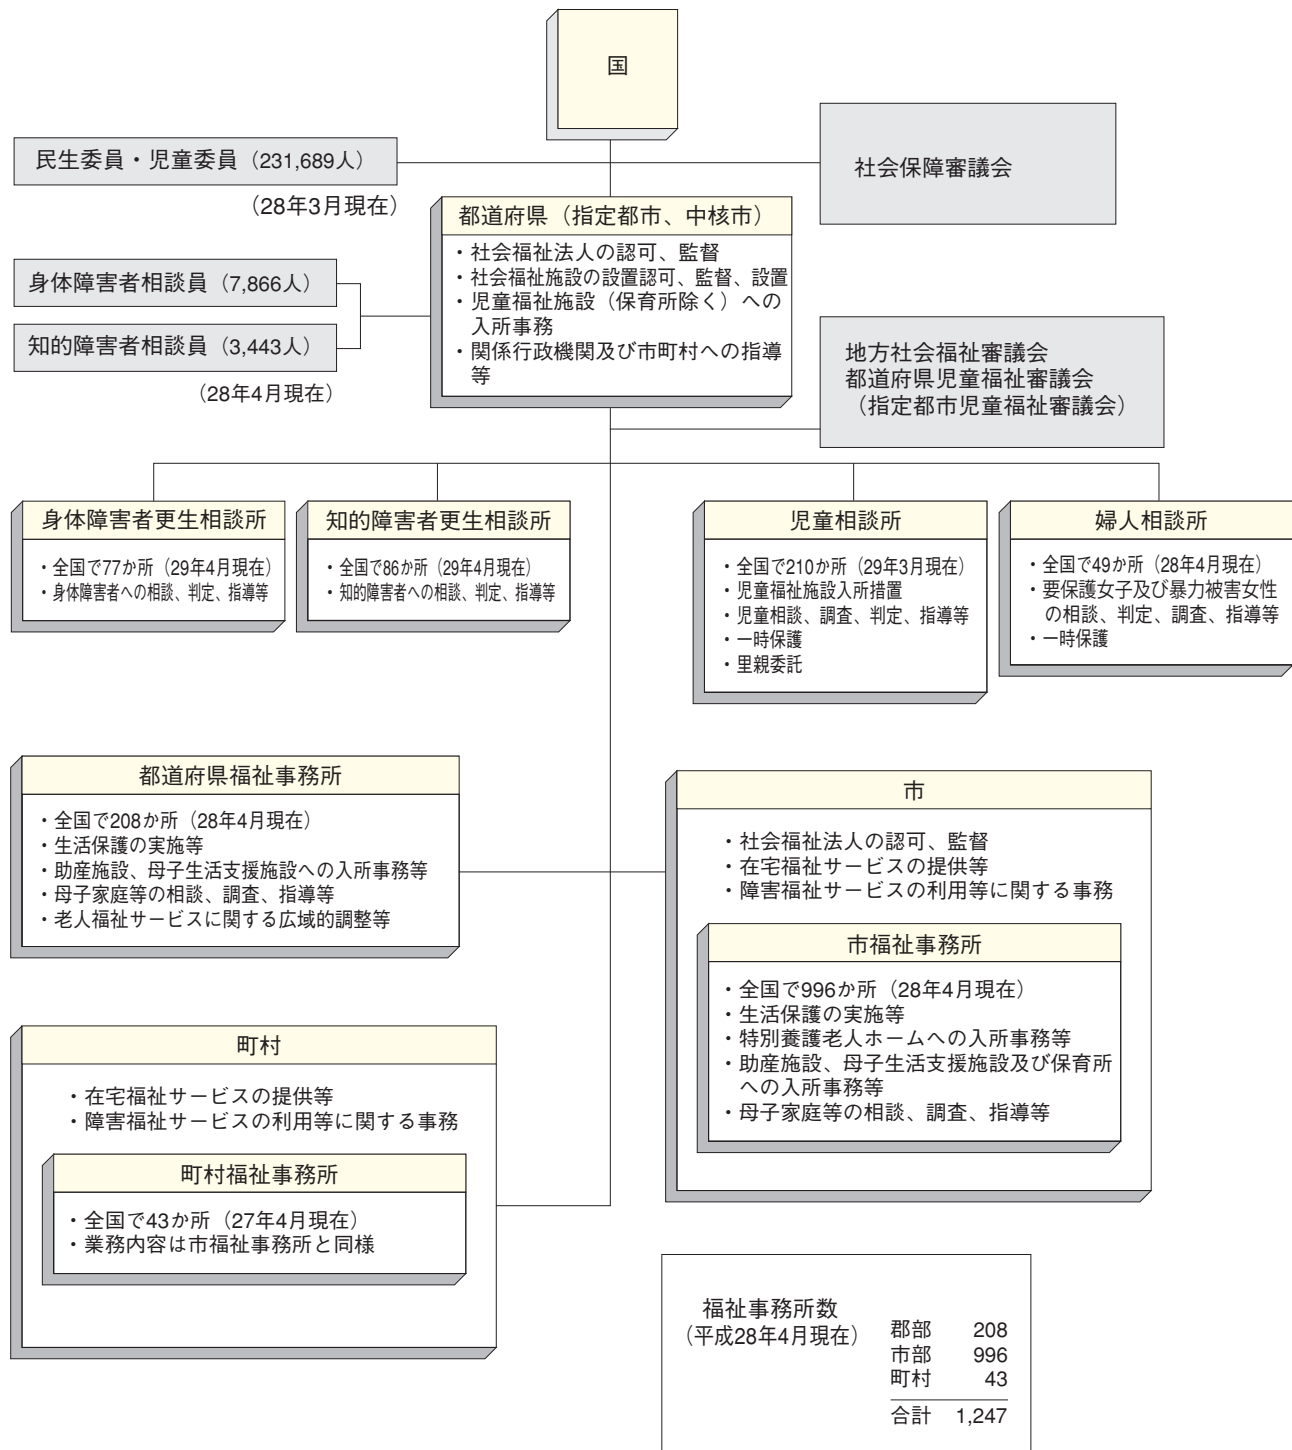 国
民生委員・児童委員（231,689人）
（28年3月現在）
社会保障審議会
都道府県（指定都市、中核市）
・社会福祉法人の認可、監督
・社会福祉施設の設置認可、監督、設置
・児童福祉施設（保育所除く）への
入所事務
・関係行政機関及び市町村への指導
等
身体障害者相談員（7,866人）
知的障害者相談員（3,443人）
（28年4月現在）
地方社会福祉審議会
都道府県児童福祉審議会
（指定都市児童福祉審議会）
身体障害者更生相談所
・全国で77か所（29年4月現在）
・身体障害者への相談、判定、指導等
知的障害者更生相談所
・全国で86か所（29年4月現在）
・知的障害者への相談、判定、指導等
児童相談所
・全国で210か所（29年3月現在）
・児童福祉施設入所措置
・児童相談、調査、判定、指導等
・一時保護
・里親委託
婦人相談所
・全国で49か所（28年4月現在）
・要保護女子及び暴力被害女性
の相談、判定、調査、指導等
・一時保護
都道府県福祉事務所
・全国で208か所（28年4月現在）
・生活保護の実施等
・助産施設、母子生活支援施設への入所事務等
・母子家庭等の相談、調査、指導等
・老人福祉サービスに関する広域的調整等
市
・社会福祉法人の認可、監督
・在宅福祉サービスの提供等
・障害福祉サービスの利用等に関する事務
市福祉事務所
・全国で996か所（28年4月現在）
・生活保護の実施等
・特別養護老人ホームへの入所事務等
・助産施設、母子生活支援施設及び保育所
への入所事務等
・母子家庭等の相談、調査、指導等
町村
・在宅福祉サービスの提供等
・障害福祉サービスの利用等に関する事務
町村福祉事務所
・全国で43か所（27年4月現在）
・業務内容は市福祉事務所と同様
福祉事務所数
（平成28年4月現在）
郡部 208
市部 996
町村 43
合計 1,247